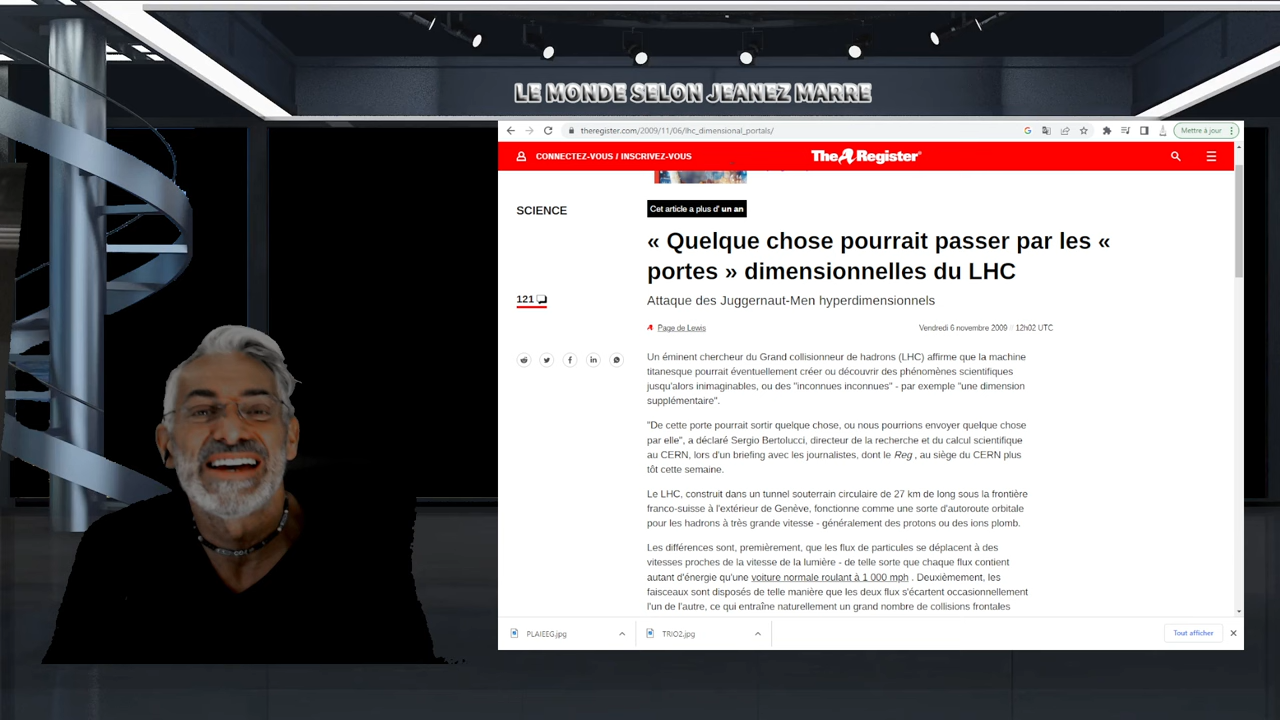 LE MONDE SELON JEANEZ MARRE
theregister.com/2009/11/06/lhc_dimensional_portals/
Mettre à jour
CONNECTEZ-VOUS / INSCRIVEZ-VOUS
The Register
SCIENCE
Cet article a plus d' un an
« Quelque chose pourrait passer par les «
portes » dimensionnelles du LHC
121
Attaque des Juggernaut-Men hyperdimensionnels
Page de Lewis
Vendredi 6 novembre 2009 // 12h02 UTC
Un éminent chercheur du Grand collisionneur de hadrons (LHC) affirme que la machine
titanesque pourrait éventuellement créer ou découvrir des phénomènes scientifiques
jusqu'alors inimaginables, ou des "inconnues inconnues" - par exemple "une dimension
supplémentaire".
"De cette porte pourrait sortir quelque chose, ou nous pourrions envoyer quelque chose
par elle", a déclaré Sergio Bertolucci, directeur de la recherche et du calcul scientifique
au CERN, lors d'un briefing avec les journalistes, dont le Reg , au siège du CERN plus
tôt cette semaine.
Le LHC, construit dans un tunnel souterrain circulaire de 27 km de long sous la frontière
franco-suisse à l'extérieur de Genève, fonctionne comme une sorte d'autoroute orbitale
pour les hadrons à très grande vitesse - généralement des protons ou des ions plomb.
Les différences sont, premièrement, que les flux de particules se déplacent à des
vitesses proches de la vitesse de la lumière - de telle sorte que chaque flux contient
autant d'énergie qu'une voiture normale roulant à 1 000 mph . Deuxièmement, les
faisceaux sont disposés de telle manière que les deux flux s'écartent occasionnellement
l'un de l'autre, ce qui entraîne naturellement un grand nombre de collisions frontales
PLAIEEG.jpg
TRIO2.jpg
Tout afficher